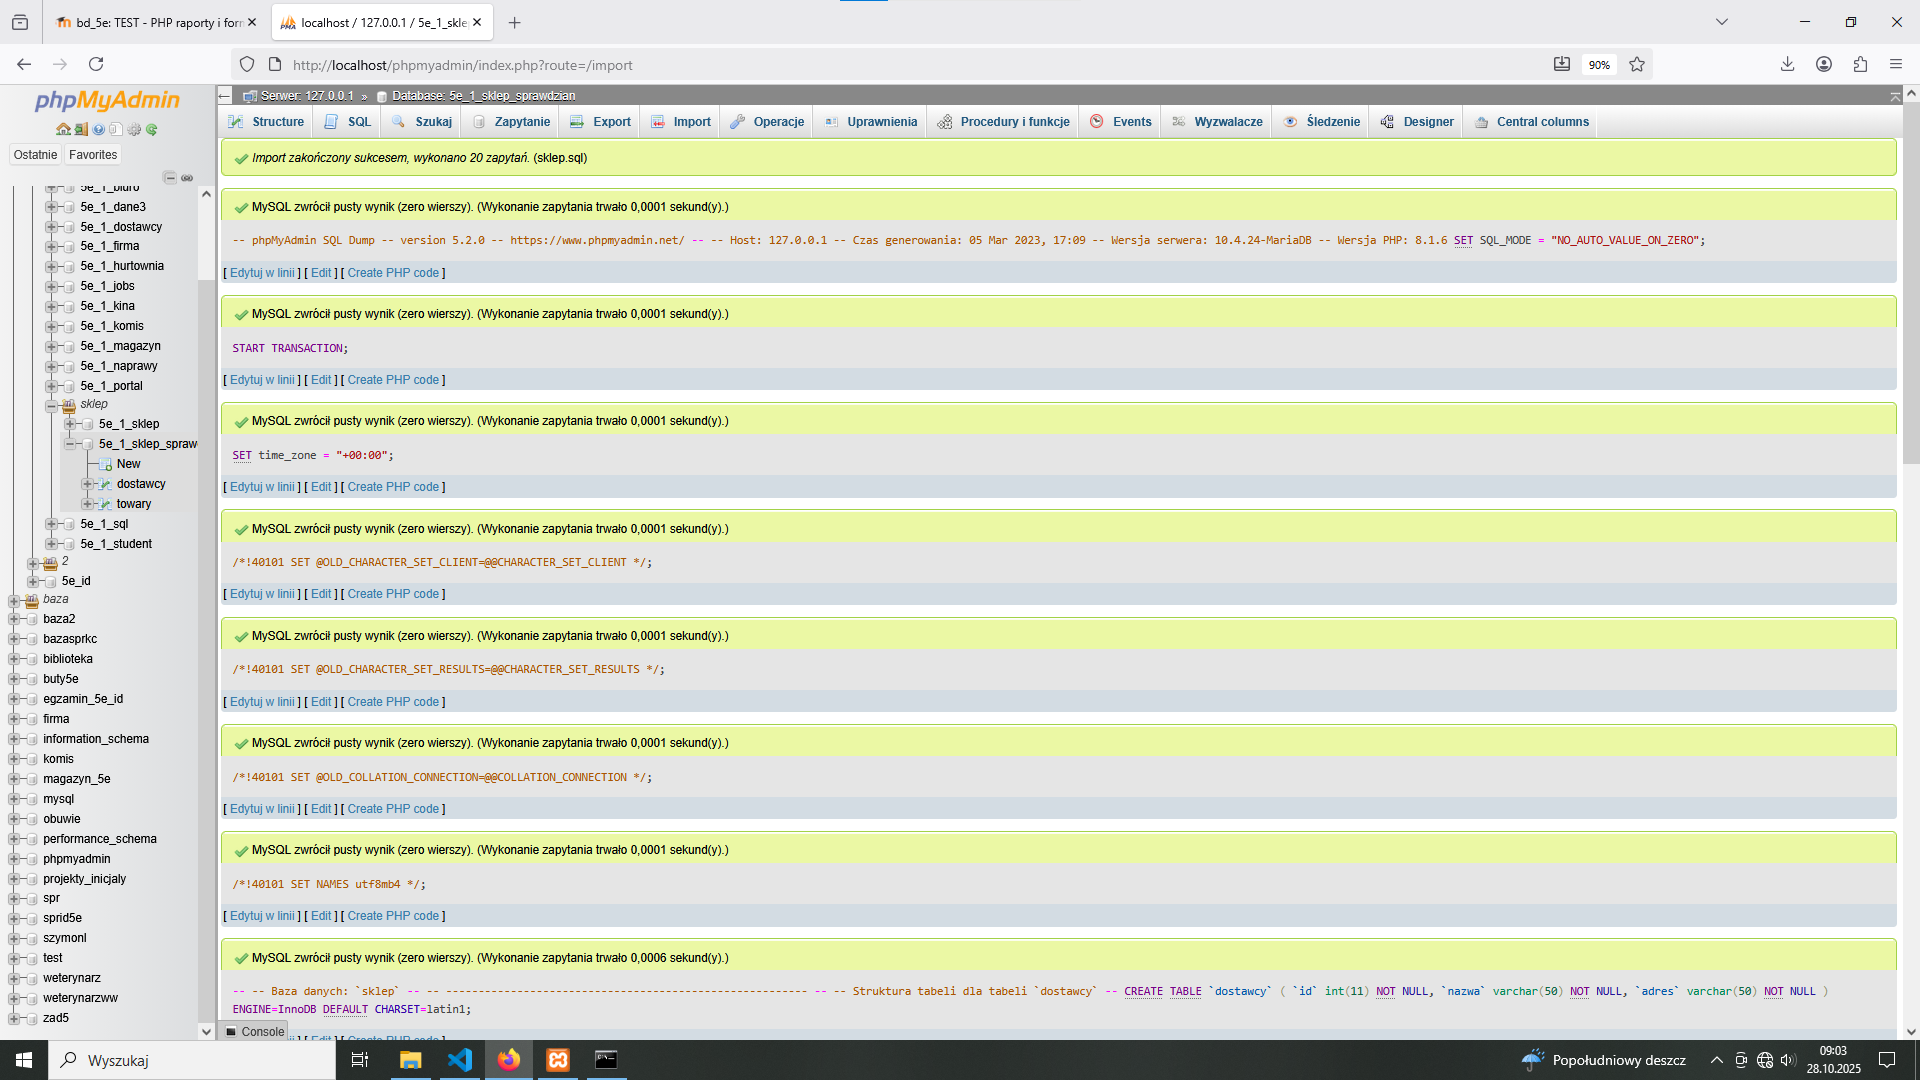 bd_5e: TEST - PHP raporty i for
localhost / 127.0.0.1 / 5e_1_skle
http://localhost/phpmyadmin/index.php?route=/import
90%
phpMyAdmin
Ostatnie
Favorites
5e_1_biuro
5e_1_dane3
5e_1_dostawcy
5e_1_firma
5e_1_hurtownia
5e_1_jobs
5e_1_kina
5e_1_komis
5e_1_magazyn
5e_1_naprawy
5e_1_portal
sklep
5e_1_sklep
5e_1_sklep_spraw
New
dostawcy
towary
5e_1_sql
5e_1_student
2
5e_id
baza
baza2
bazasprkc
biblioteka
buty5e
egzamin_5e_id
firma
information_schema
komis
magazyn_5e
mysql
obuwie
performance_schema
phpmyadmin
projekty_inicjaly
spr
sprid5e
szymonl
test
weterynarz
weterynarzww
zad5
Serwer: 127.0.0.1 » Database: 5e_1_sklep_sprawdzian
Structure SQL Szukaj Zapytanie Export Import Operacje Uprawnienia Procedury i funkcje Events Wyzwalacze Śledzenie Designer Central columns
Import zakończony sukcesem, wykonano 20 zapytań. (sklep.sql)
MySQL zwrócił pusty wynik (zero wierszy). (Wykonanie zapytania trwało 0,0001 sekund(y).)
-- phpMyAdmin SQL Dump -- version 5.2.0 -- https://www.phpmyadmin.net/ -- -- Host: 127.0.0.1 -- Czas generowania: 05 Mar 2023, 17:09 -- Wersja serwera: 10.4.24-MariaDB -- Wersja PHP: 8.1.6 SET SQL_MODE = "NO_AUTO_VALUE_ON_ZERO";
[ Edytuj w linii ] [ Edit ] [ Create PHP code ]
MySQL zwrócił pusty wynik (zero wierszy). (Wykonanie zapytania trwało 0,0001 sekund(y).)
START TRANSACTION;
[ Edytuj w linii ] [ Edit ] [ Create PHP code ]
MySQL zwrócił pusty wynik (zero wierszy). (Wykonanie zapytania trwało 0,0001 sekund(y).)
SET time_zone = "+00:00";
[ Edytuj w linii ] [ Edit ] [ Create PHP code ]
MySQL zwrócił pusty wynik (zero wierszy). (Wykonanie zapytania trwało 0,0001 sekund(y).)
/*!40101 SET @OLD_CHARACTER_SET_CLIENT=@@CHARACTER_SET_CLIENT */;
[ Edytuj w linii ] [ Edit ] [ Create PHP code ]
MySQL zwrócił pusty wynik (zero wierszy). (Wykonanie zapytania trwało 0,0001 sekund(y).)
/*!40101 SET @OLD_CHARACTER_SET_RESULTS=@@CHARACTER_SET_RESULTS */;
[ Edytuj w linii ] [ Edit ] [ Create PHP code ]
MySQL zwrócił pusty wynik (zero wierszy). (Wykonanie zapytania trwało 0,0001 sekund(y).)
/*!40101 SET @OLD_COLLATION_CONNECTION=@@COLLATION_CONNECTION */;
[ Edytuj w linii ] [ Edit ] [ Create PHP code ]
MySQL zwrócił pusty wynik (zero wierszy). (Wykonanie zapytania trwało 0,0001 sekund(y).)
/*!40101 SET NAMES utf8mb4 */;
[ Edytuj w linii ] [ Edit ] [ Create PHP code ]
MySQL zwrócił pusty wynik (zero wierszy). (Wykonanie zapytania trwało 0,0006 sekund(y).)
-- -- Baza danych: `sklep` -- -- -------------------------------------------------------- -- -- Struktura tabeli dla tabeli `dostawcy` -- CREATE TABLE `dostawcy` ( `id` int(11) NOT NULL, `nazwa` varchar(50) NOT NULL, `adres` varchar(50) NOT NULL )
ENGINE=InnoDB DEFAULT CHARSET=latin1;
Console
Wyszukaj
Popołudniowy deszcz
09:03
28.10.2025